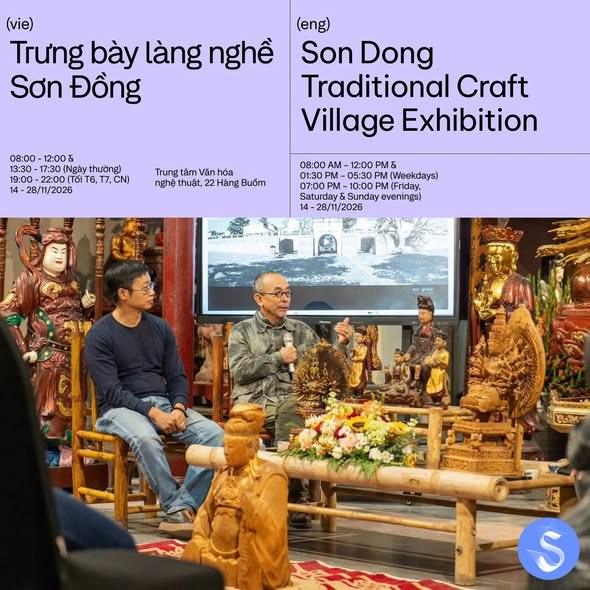 (vie)
Trưng bày làng nghề
Sơn Đồng
08:00 - 12:00 &
13:30 - 17:30 (Ngày thường)
19:00 - 22:00 (Tối T6, T7, CN)
14 - 28/11/2026
Trung tâm Văn hóa
nghệ thuật, 22 Hàng Buồm
(eng)
Son Dong
Traditional Craft
Village Exhibition
08:00 AM – 12:00 PM &
01:30 PM – 05:30 PM (Weekdays)
07:00 PM – 10:00 PM (Friday,
Saturday & Sunday evenings)
14 - 28/11/2026
S